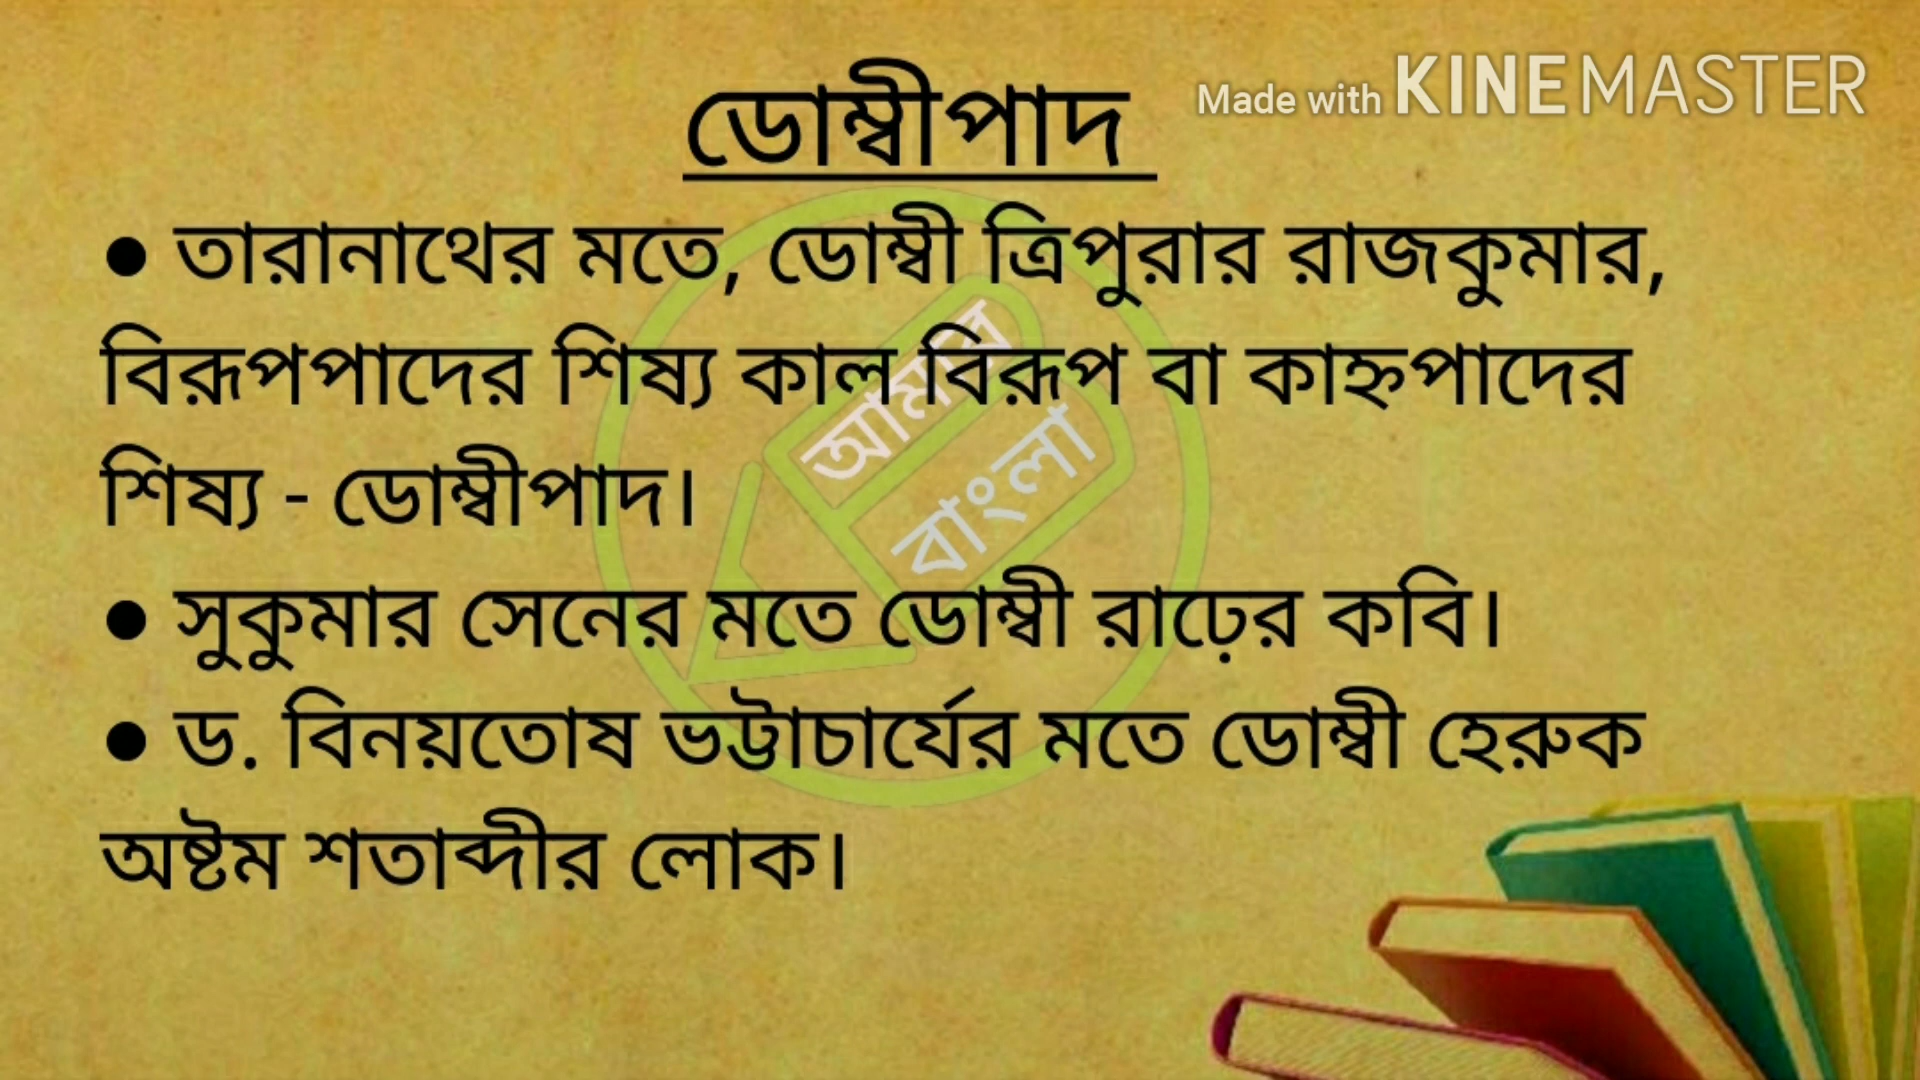 ডোম্বীপাদ
Made with KINEMASTER
● তারানাথের মতে, ডোম্বী ত্রিপুরার রাজকুমার,
বিরূপপাদের শিষ্য কাল বিরূপ বা কাহ্নপাদের
শিষ্য - ডোম্বীপাদ।
● সুকুমার সেনের মতে ডোম্বী রাঢ়ের কবি।
● ড. বিনয়তোষ ভট্টাচার্যের মতে ডোম্বী হেরুক
অষ্টম শতাব্দীর লোক।
বাংলা